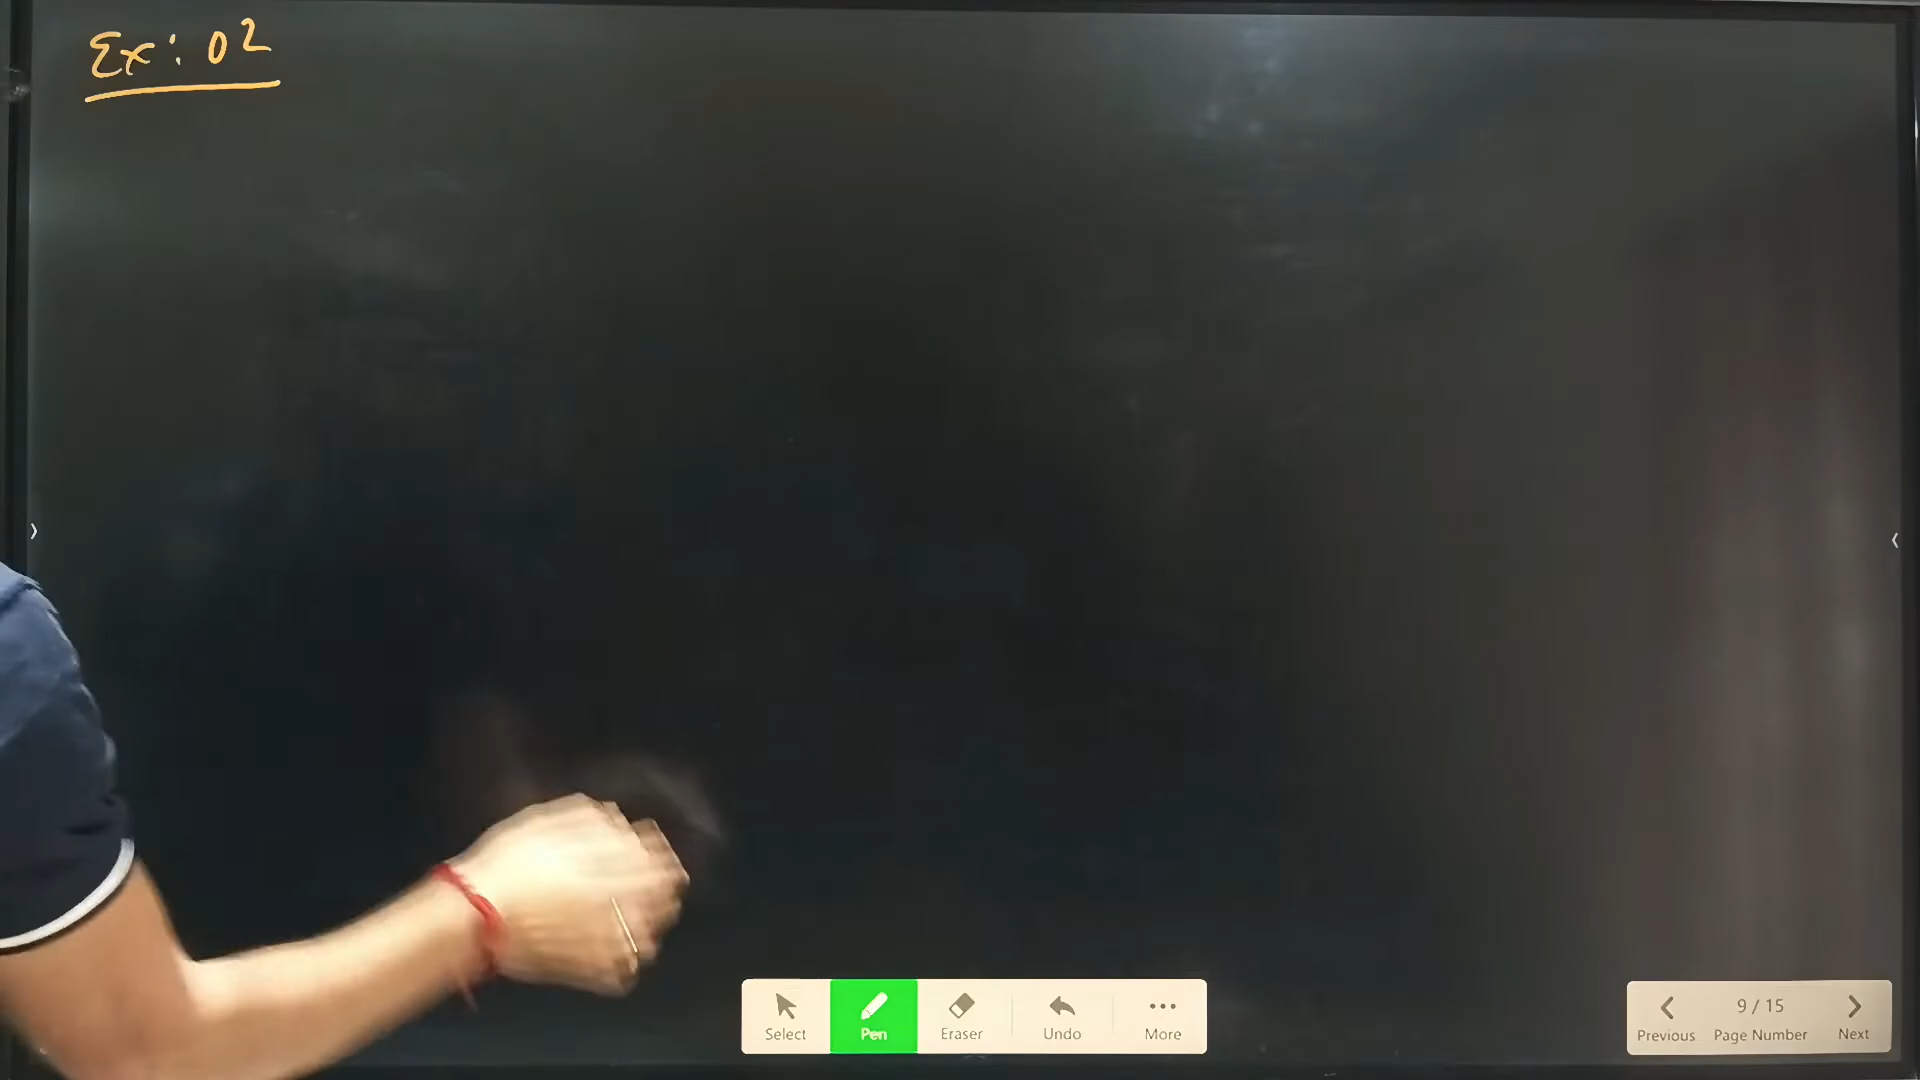 Ex: 02
Select Pen Eraser Undo More
9 / 15
Previous Page Number Next